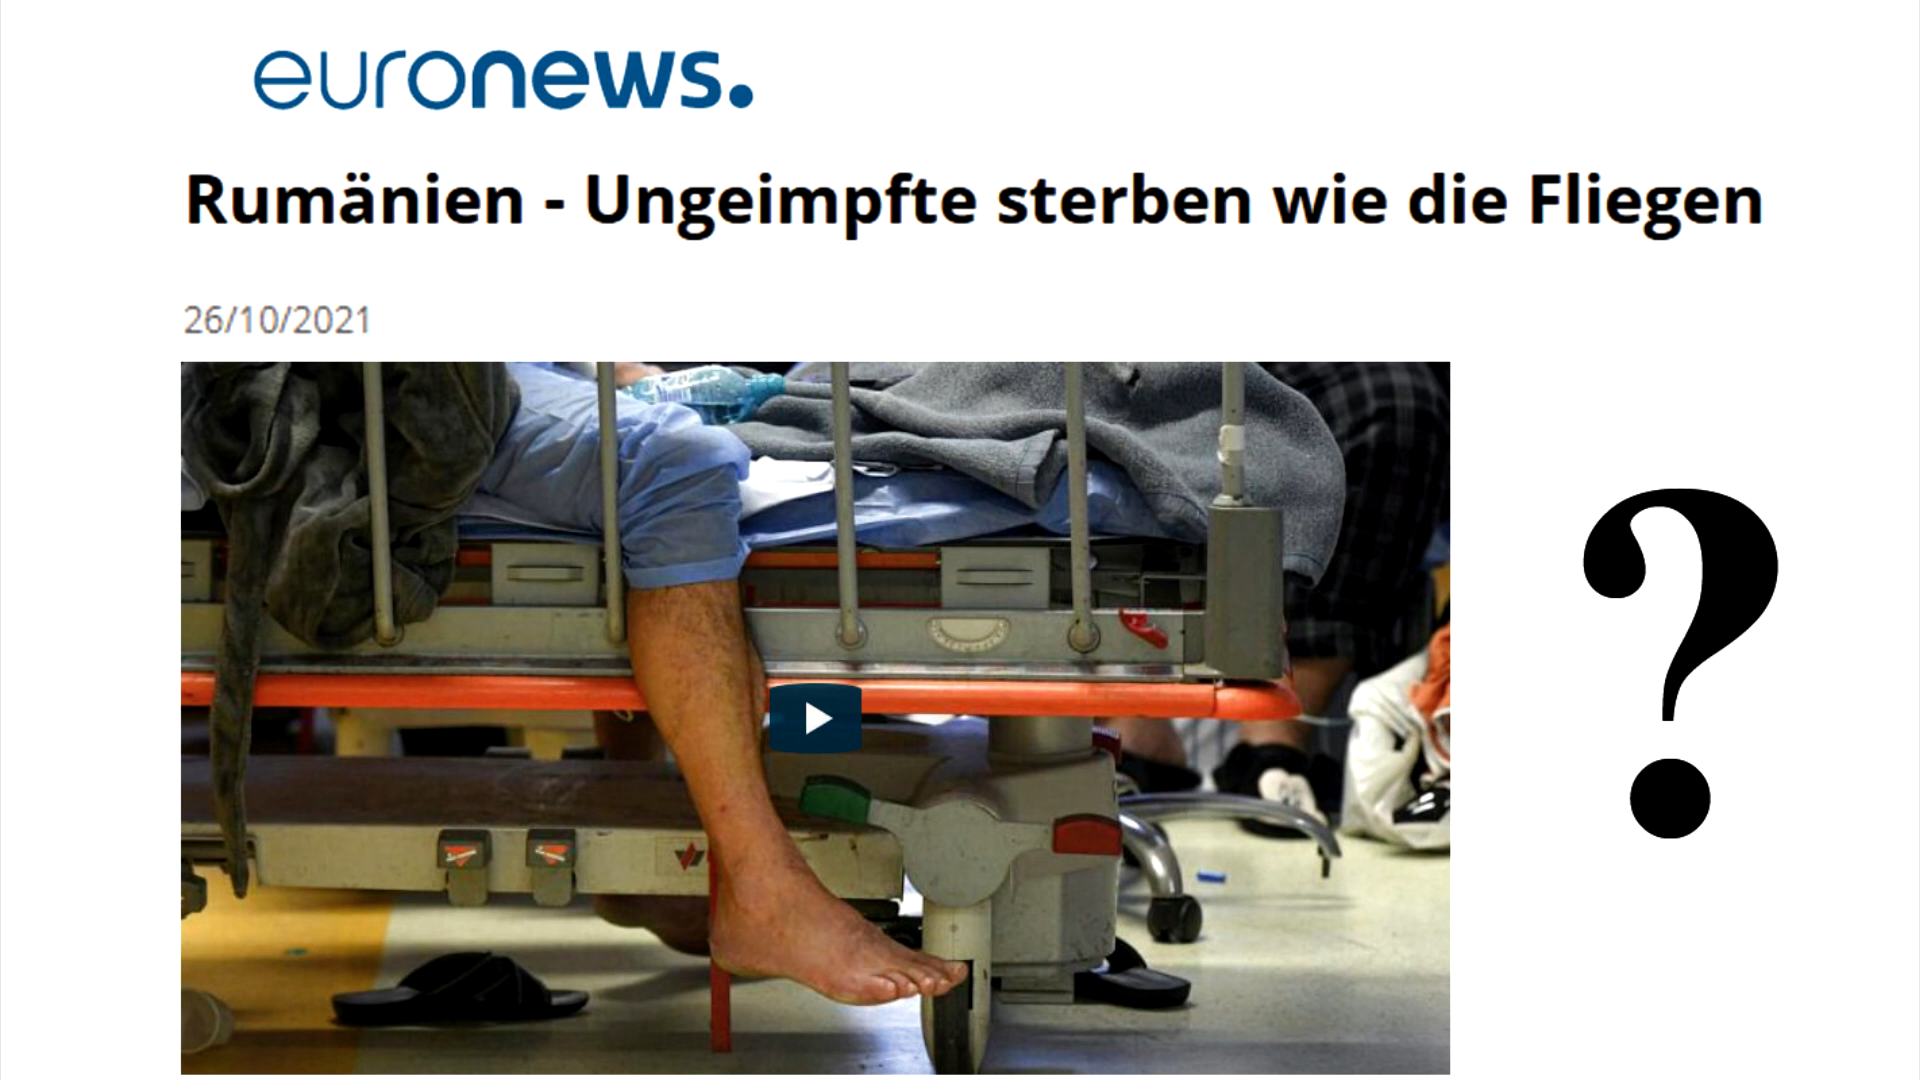 euronews.
Rumänien - Ungeimpfte sterben wie die Fliegen
26/10/2021
?